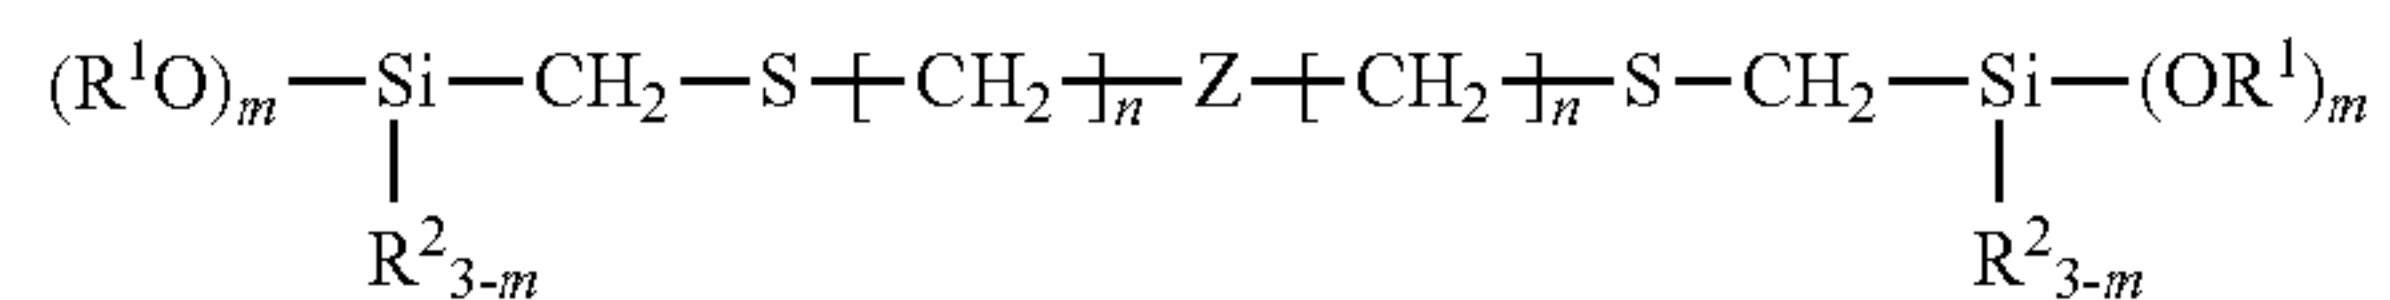 (R¹O)ₘ—Si—CH₂—S—[CH₂]ₙ—Z—[CH₂]ₙ—S—CH₂—Si—(OR¹)ₘ
R²₃₋ₘ R²₃₋ₘ